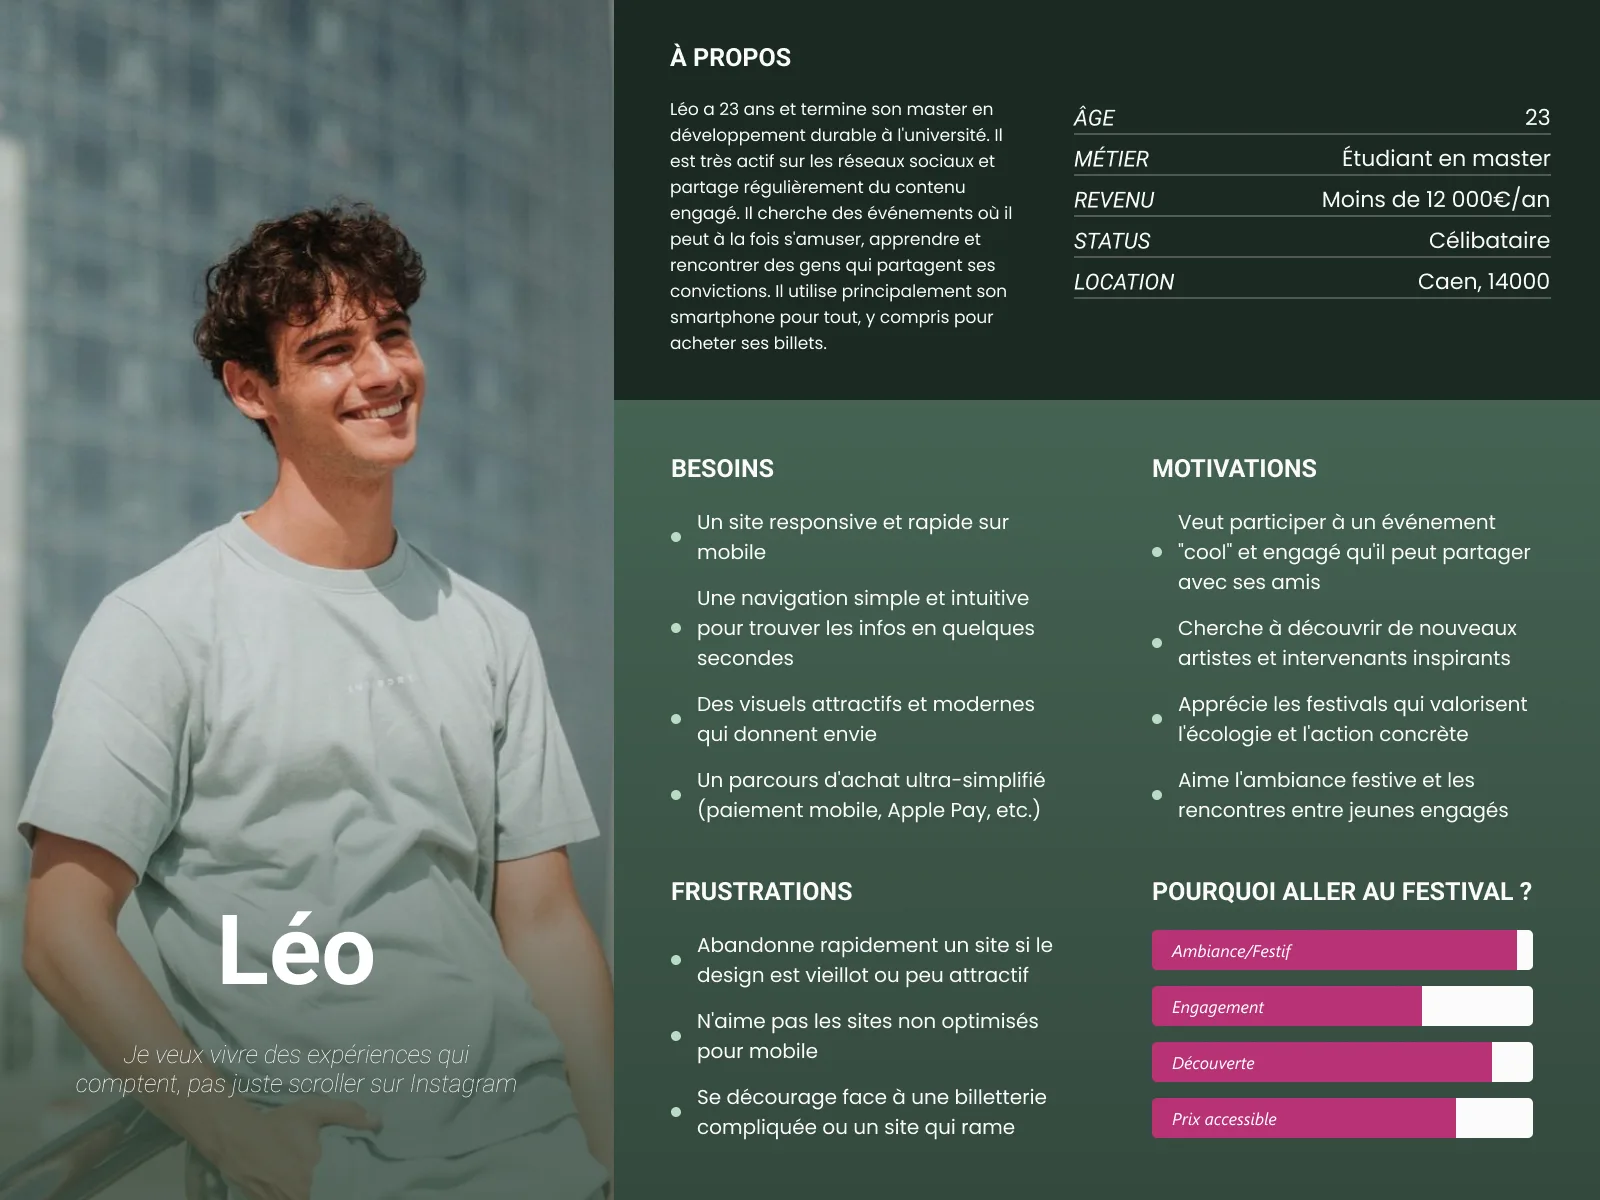 À PROPOS
Léo a 23 ans et termine son master en
développement durable à l'université. Il
est très actif sur les réseaux sociaux et
partage régulièrement du contenu
engagé. Il cherche des événements où il
peut à la fois s'amuser, apprendre et
rencontrer des gens qui partagent ses
convictions. Il utilise principalement son
smartphone pour tout, y compris pour
acheter ses billets.
ÂGE 23
MÉTIER Étudiant en master
REVENU Moins de 12 000€/an
STATUS Célibataire
LOCATION Caen, 14000
BESOINS
Un site responsive et rapide sur
mobile
Une navigation simple et intuitive
pour trouver les infos en quelques
secondes
Des visuels attractifs et modernes
qui donnent envie
Un parcours d'achat ultra-simplifié
(paiement mobile, Apple Pay, etc.)
MOTIVATIONS
Veut participer à un événement
"cool" et engagé qu'il peut partager
avec ses amis
Cherche à découvrir de nouveaux
artistes et intervenants inspirants
Apprécie les festivals qui valorisent
l'écologie et l'action concrète
Aime l'ambiance festive et les
rencontres entre jeunes engagés
FRUSTRATIONS
Abandonne rapidement un site si le
design est vieillot ou peu attractif
N'aime pas les sites non optimisés
pour mobile
Se décourage face à une billetterie
compliquée ou un site qui rame
POURQUOI ALLER AU FESTIVAL ?
Ambiance/Festif
Engagement
Découverte
Prix accessible
Léo
Je veux vivre des expériences qui
comptent, pas juste scroller sur Instagram